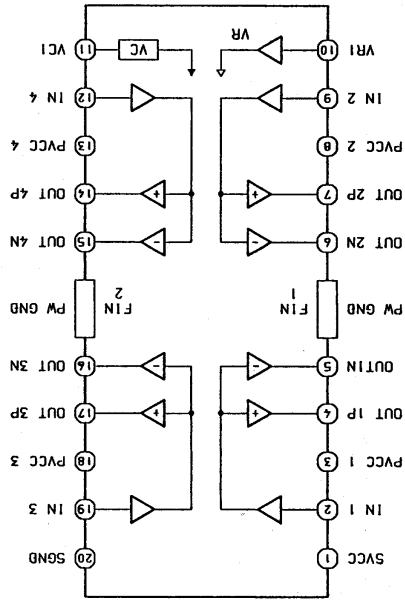 SVCC 1 20 SGND
IN 1 2 19 IN 3
PVCC 1 3 18 PVCC 3
OUT 1P 4 + + 17 OUT 3P
OUT1N 5 - - 16 OUT 3N
PW GND FIN 1 FIN 2 PW GND
OUT 2N 6 - - 15 OUT 4N
OUT 2P 7 + + 14 OUT 4P
PVCC 2 8 13 PVCC 4
IN 2 9 12 IN 4
VR1 10 VR VC 11 VC1